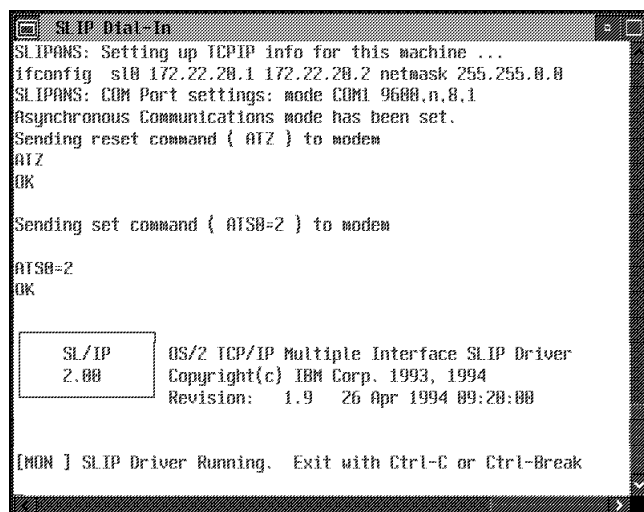 SLIP Dial-In
SLIPANS: Setting up TCPIP info for this machine ...
ifconfig  sl0 172.22.20.1 172.22.20.2 netmask 255.255.0.0
SLIPANS: COM Port settings: mode COM1 9600,n,8,1
Asynchronous Communications mode has been set.
Sending reset command ( ATZ ) to modem
ATZ
OK
Sending set command ( ATS0=2 ) to modem
ATS0=2
OK
SL/IP
2.00
OS/2 TCP/IP Multiple Interface SLIP Driver
Copyright(c) IBM Corp. 1993, 1994
Revision:   1.9   26 Apr 1994 09:20:00
[MON ] SLIP Driver Running.  Exit with Ctrl-C or Ctrl-Break